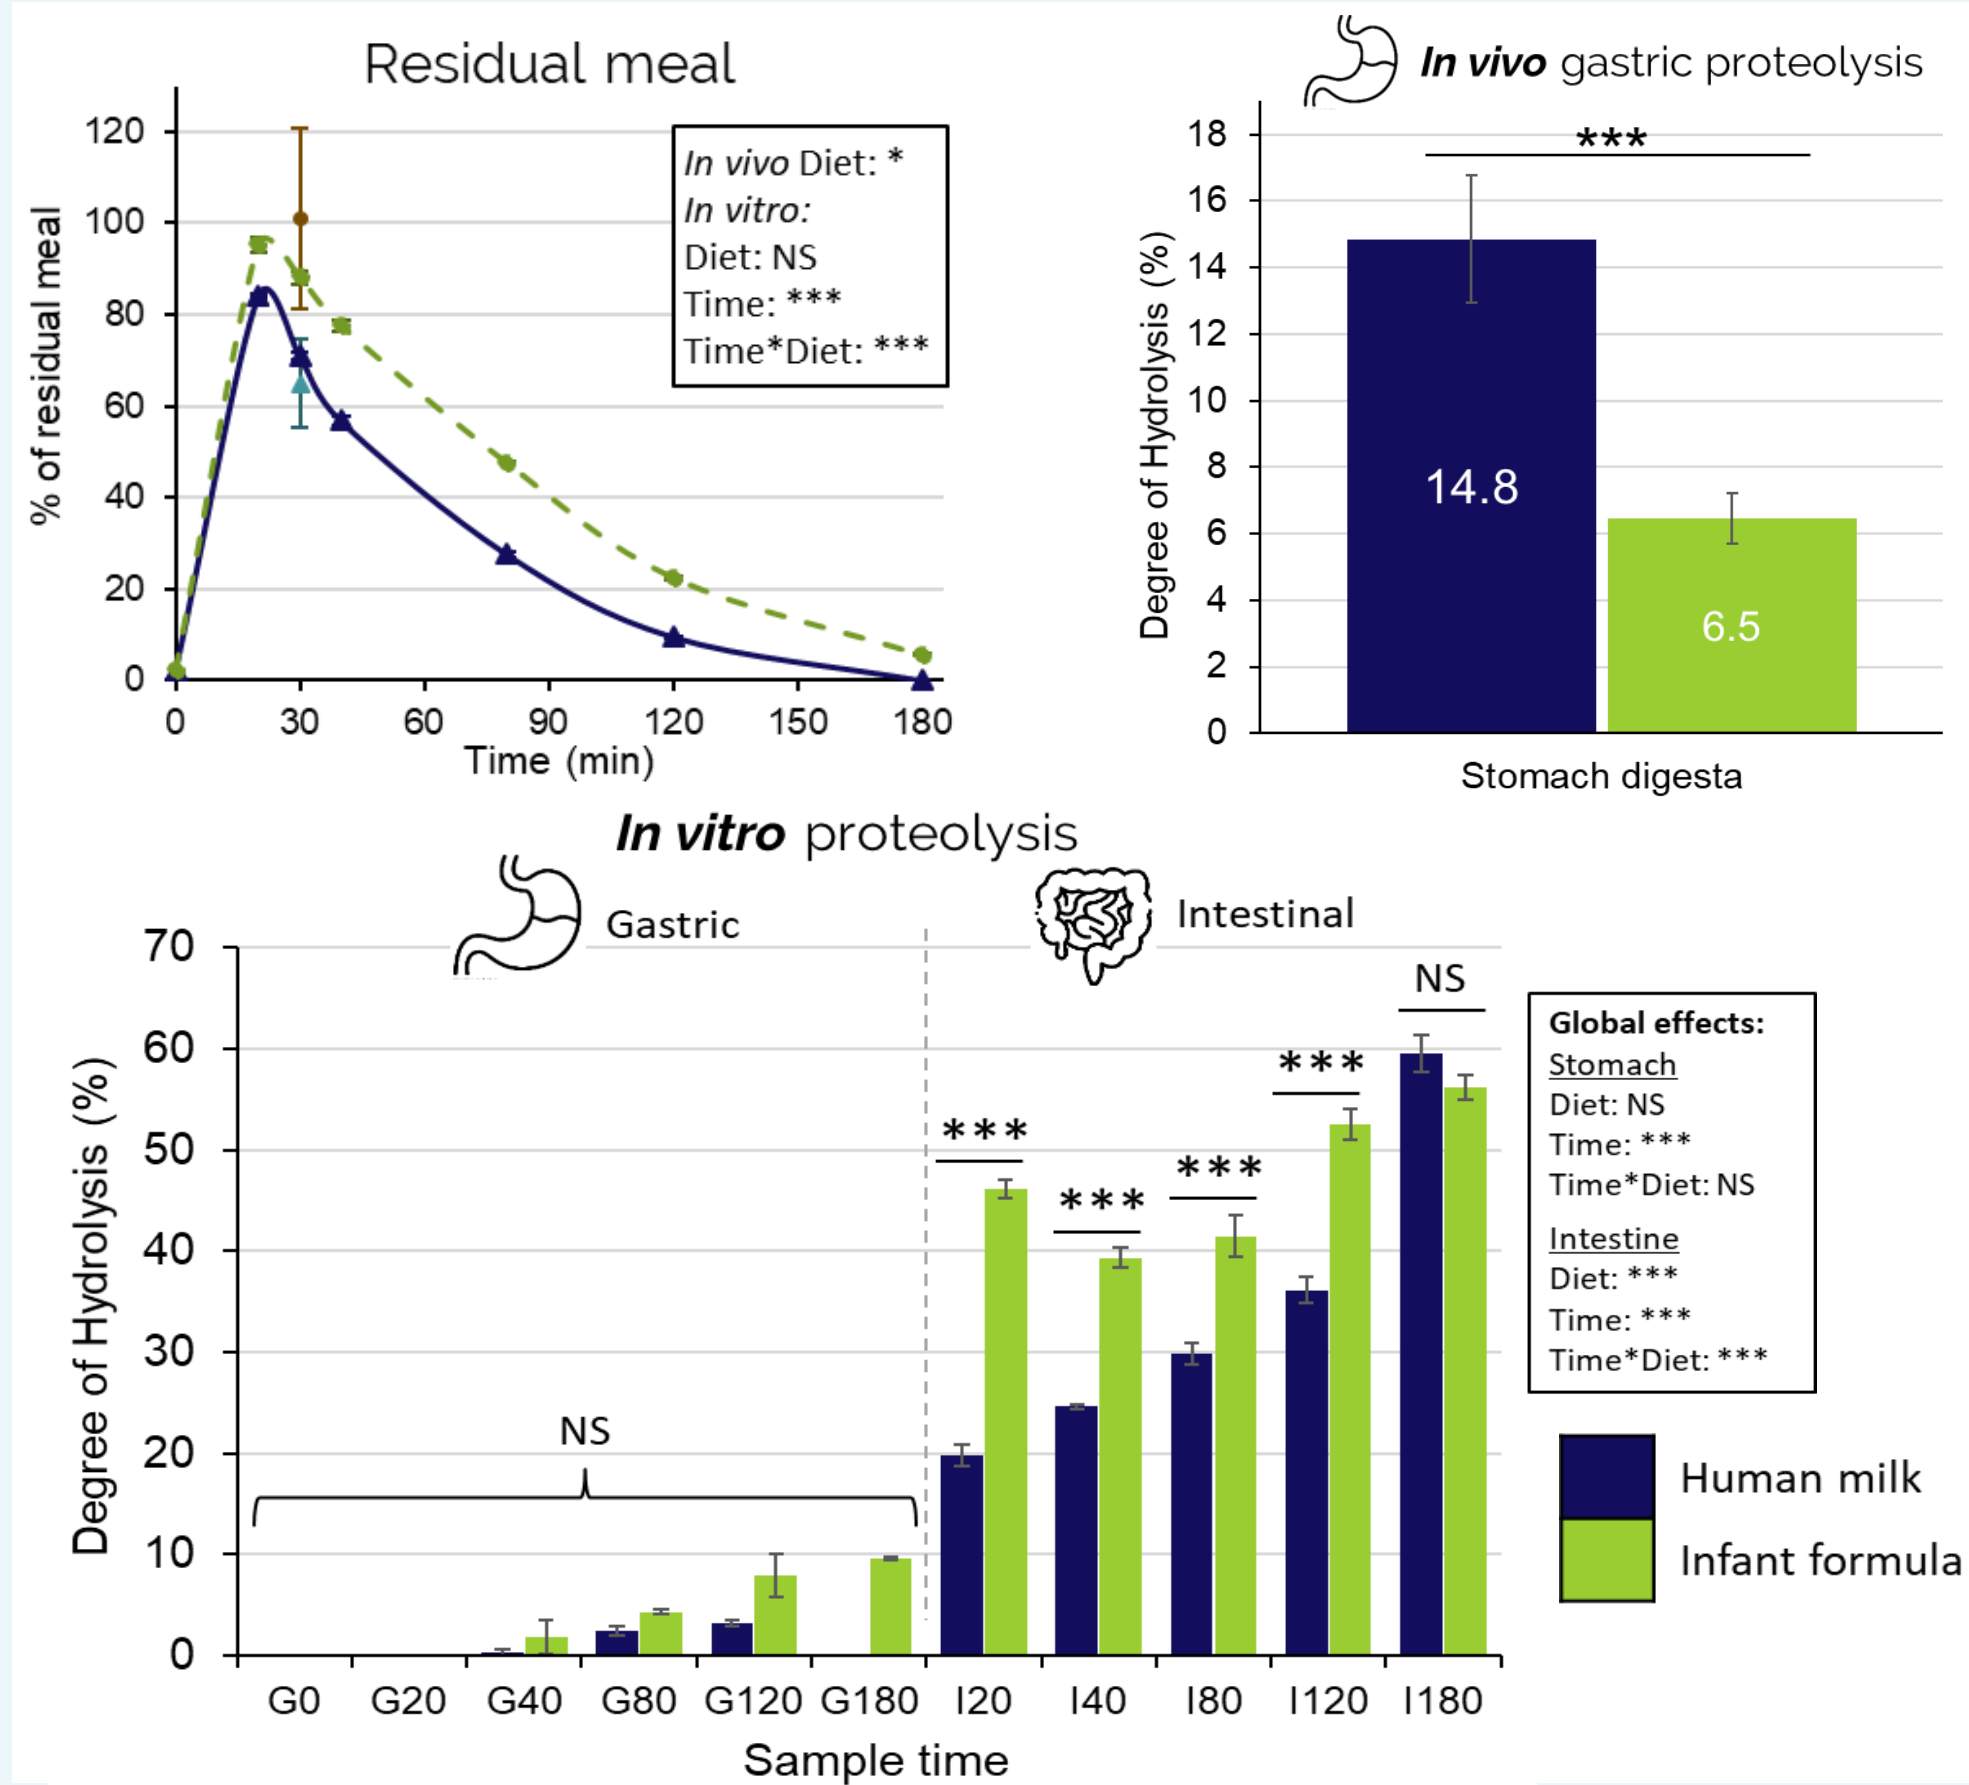 Residual meal
% of residual meal
120
100
80
60
40
20
0
0 30 60 90 120 150 180
Time (min)
In vivo Diet: *
In vitro:
Diet: NS
Time: ***
Time*Diet: ***
In vivo gastric proteolysis
Degree of Hydrolysis (%)
18
16
14
12
10
8
6
4
2
0
***
14.8
6.5
Stomach digesta
In vitro proteolysis
Gastric
Intestinal
Degree of Hydrolysis (%)
70
60
50
40
30
20
10
0
NS
***
***
***
***
NS
G0 G20 G40 G80 G120 G180 I20 I40 I80 I120 I180
Sample time
Global effects:
Stomach
Diet: NS
Time: ***
Time*Diet: NS
Intestine
Diet: ***
Time: ***
Time*Diet: ***
Human milk
Infant formula